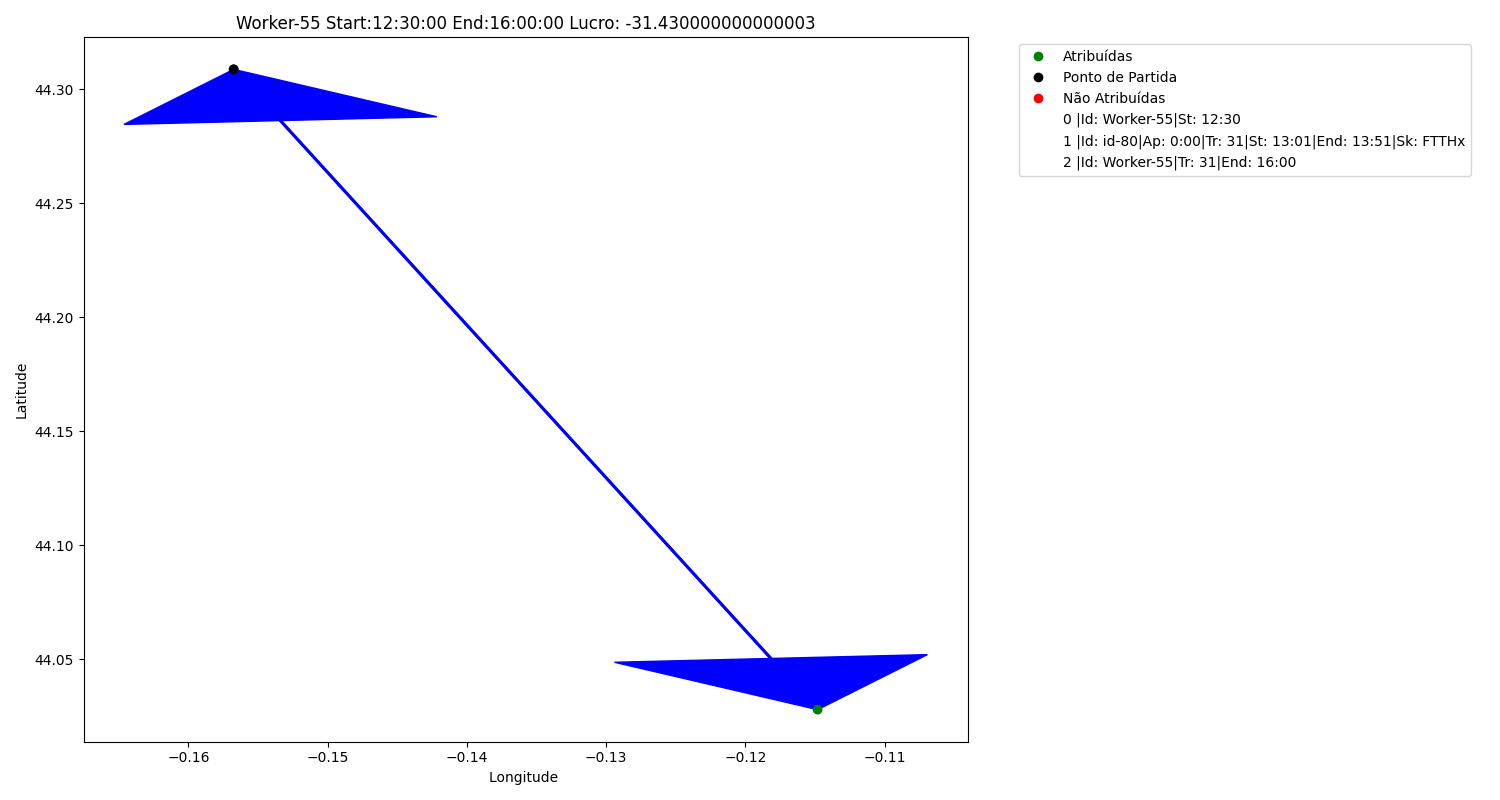 Worker-55 Start:12:30:00 End:16:00:00 Lucro: -31.430000000000003
Atribuídas
Ponto de Partida
Não Atribuídas
0 |Id: Worker-55|St: 12:30
1 |Id: id-80|Ap: 0:00|Tr: 31|St: 13:01|End: 13:51|Sk: FTTHx
2 |Id: Worker-55|Tr: 31|End: 16:00
Latitude
44.30
44.25
44.20
44.15
44.10
44.05
−0.16
−0.15
−0.14
−0.13
−0.12
−0.11
Longitude